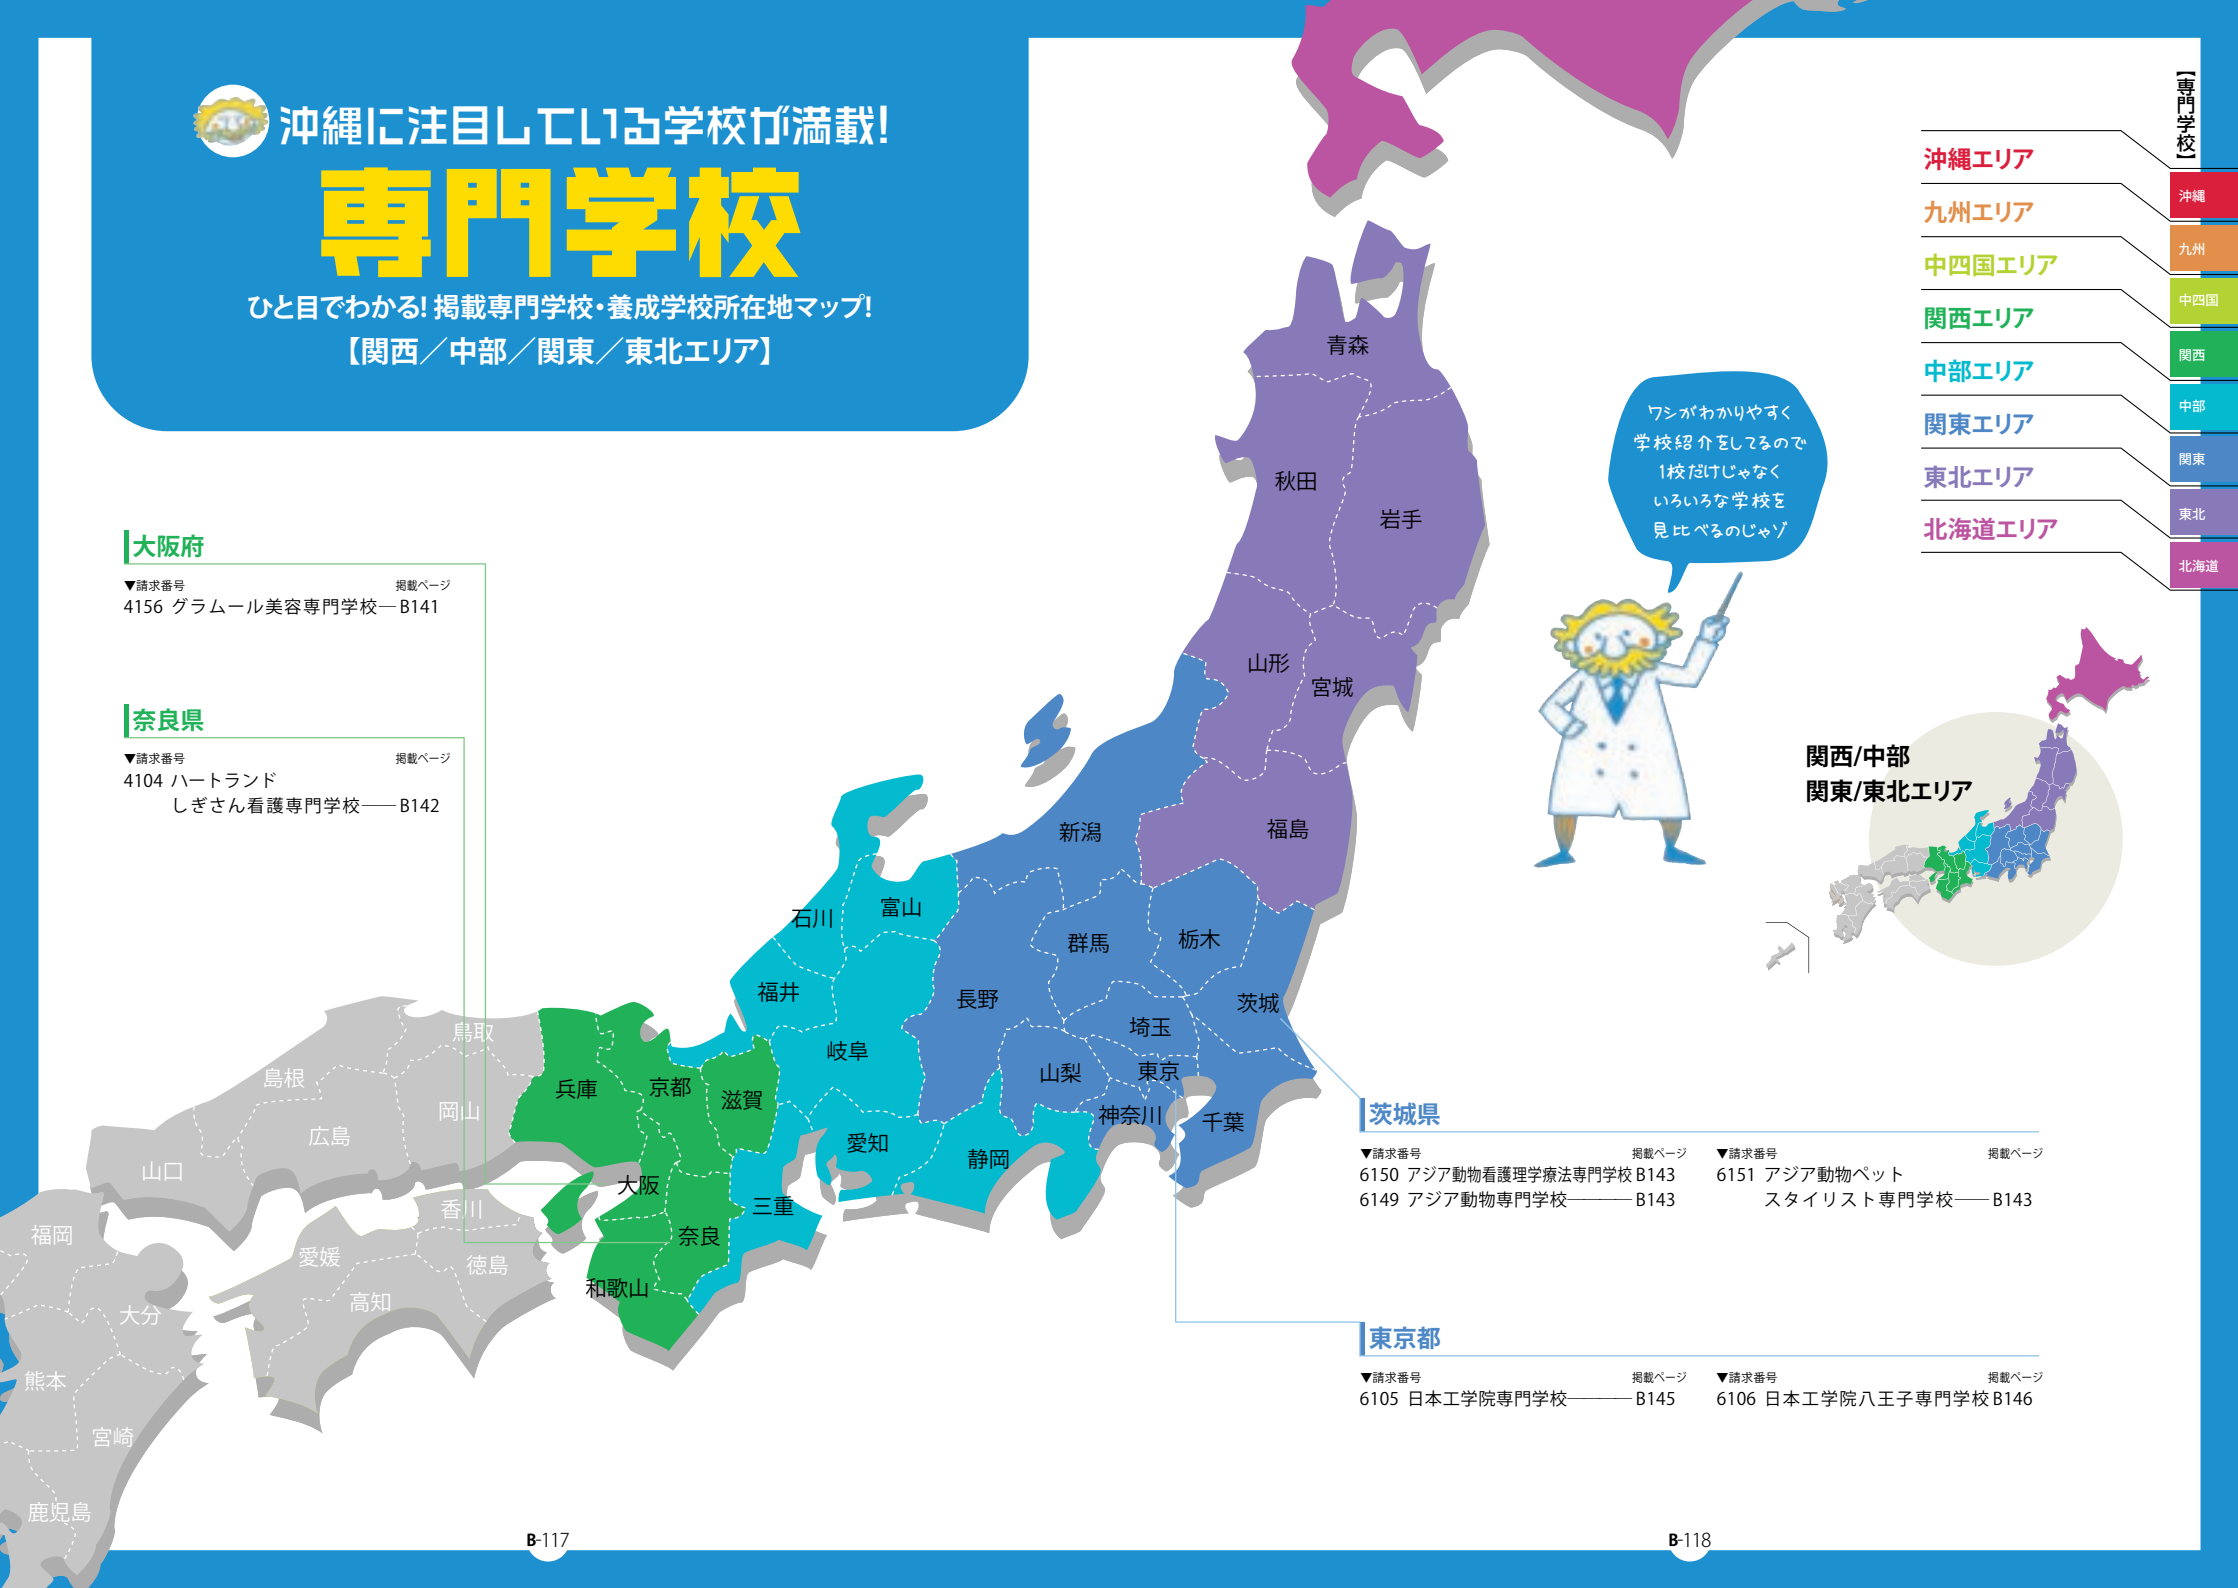 沖縄に注目している学校が満載!
専門学校
ひと目でわかる! 掲載専門学校・養成学校所在地マップ!
【関西／中部／関東／東北エリア】
大阪府
▼請求番号 掲載ページ
4156 グラムール美容専門学校─B141
奈良県
▼請求番号 掲載ページ
4104 ハートランド
しぎさん看護専門学校──B142
青森
秋田
岩手
山形
宮城
福島
新潟
石川
富山
群馬
栃木
福井
長野
茨城
埼玉
岐阜
山梨
東京
神奈川
千葉
愛知
静岡
三重
兵庫
京都
滋賀
大阪
奈良
和歌山
鳥取
島根
岡山
広島
山口
香川
愛媛
徳島
高知
福岡
大分
熊本
宮崎
鹿児島
ワシがわかりやすく
学校紹介をしてるので
1校だけじゃなく
いろいろな学校を
見比べるのじゃゾ
【専門学校】
沖縄エリア
九州エリア
中四国エリア
関西エリア
中部エリア
関東エリア
東北エリア
北海道エリア
沖縄
九州
中四国
関西
中部
関東
東北
北海道
関西/中部
関東/東北エリア
茨城県
▼請求番号 掲載ページ
6150 アジア動物看護理学療法専門学校 B143
6149 アジア動物専門学校───B143
▼請求番号 掲載ページ
6151 アジア動物ペット
スタイリスト専門学校──B143
東京都
▼請求番号 掲載ページ
6105 日本工学院専門学校───B145
▼請求番号 掲載ページ
6106 日本工学院八王子専門学校 B146
B-117
B-118